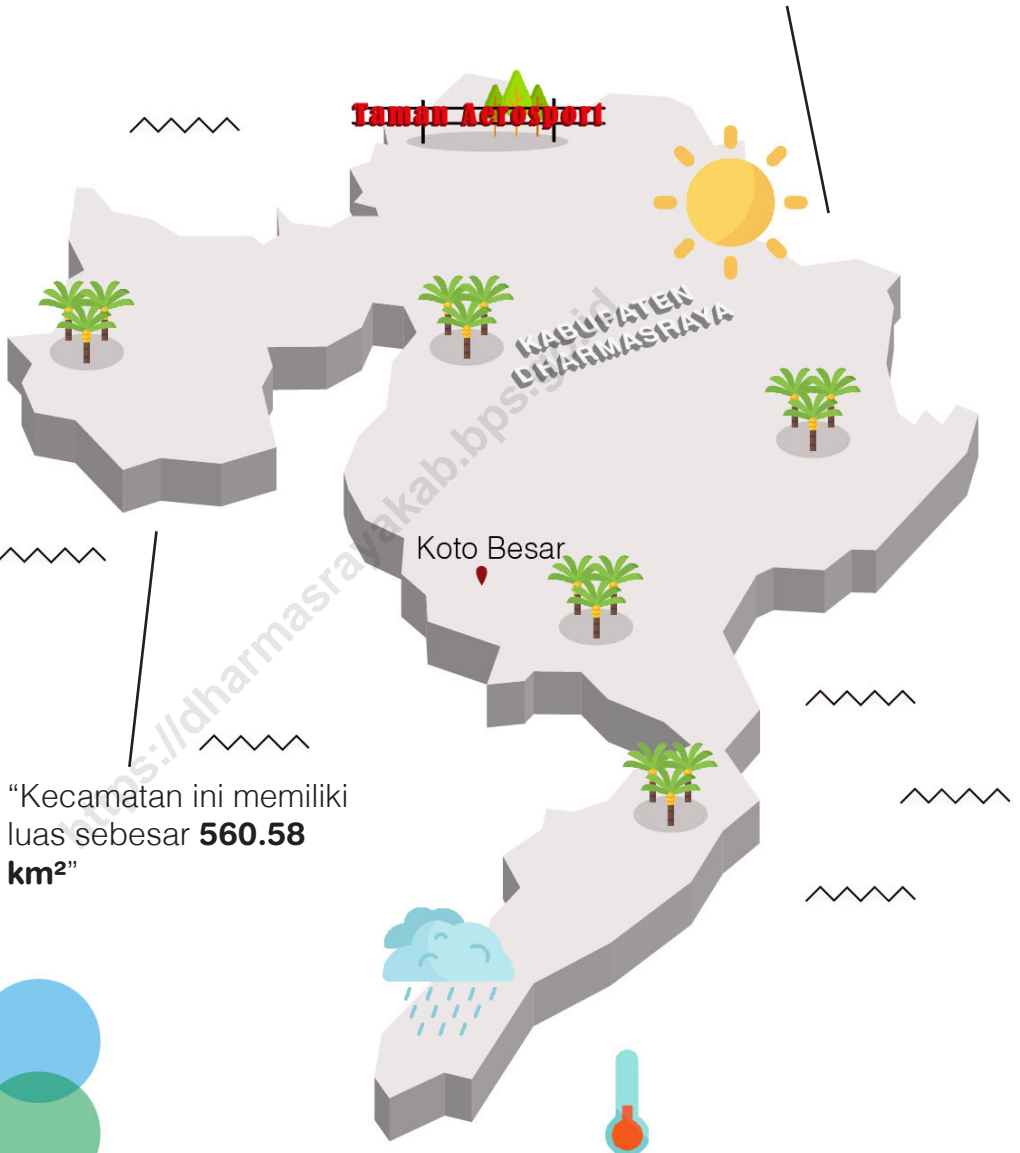 Taman Aerosport
KABUPATEN
DHARMASRAYA
Koto Besar
https://dharmasrayakab.bps.go.id
“Kecamatan ini memiliki
luas sebesar 560.58
km²”